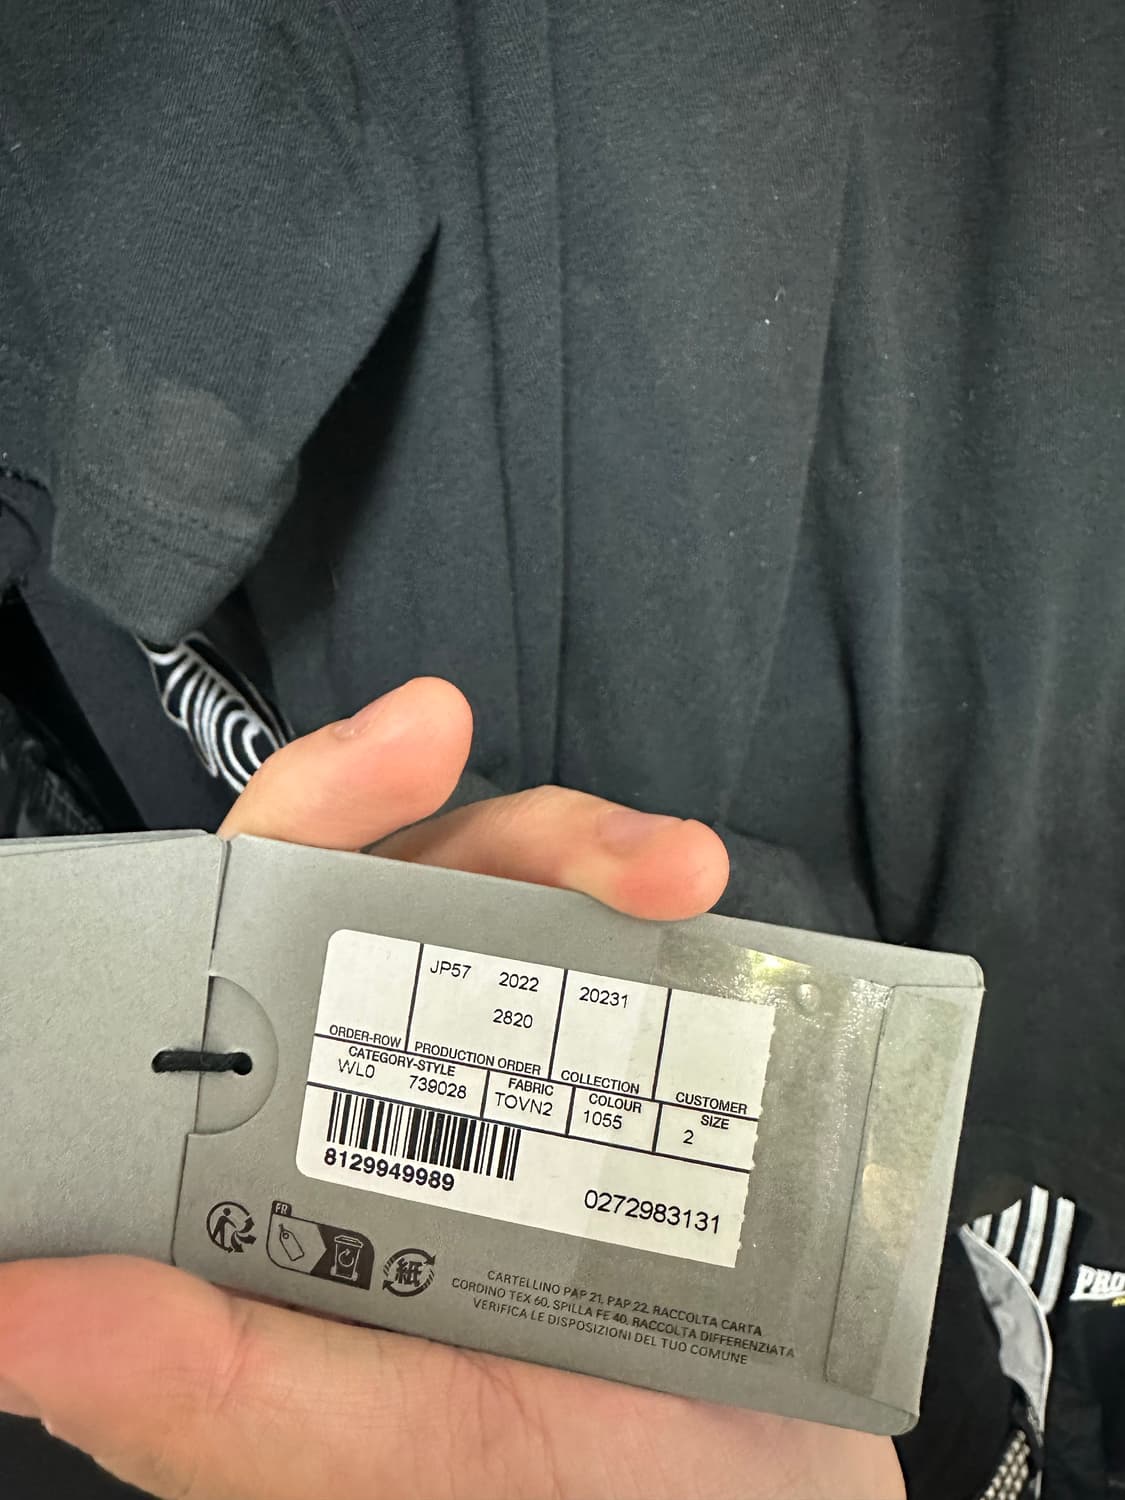 JP57 2022 20231
2820
ORDER-ROW PRODUCTION ORDER COLLECTION CUSTOMER
CATEGORY-STYLE FABRIC COLOUR SIZE
WL0 739028 TOVN2 1055 2
8129949989
0272983131
FR
紙
CARTELLINO PAP 21, PAP 22, RACCOLTA CARTA
CORDINO TEX 60, SPILLA FE 40, RACCOLTA DIFFERENZIATA
VERIFICA LE DISPOSIZIONI DEL TUO COMUNE